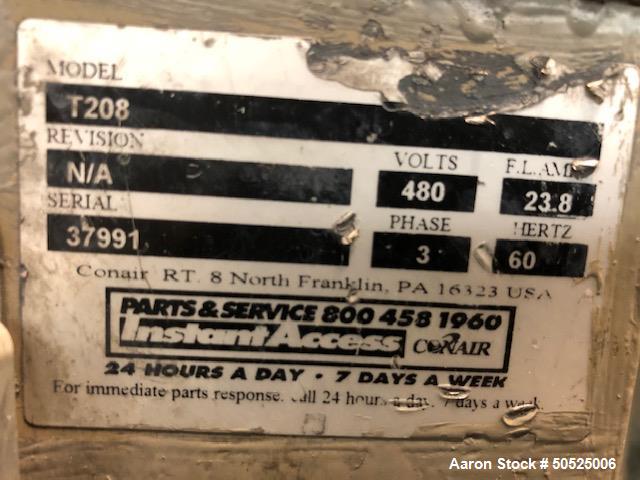 MODEL
T208
REVISION
N/A
SERIAL
37991
VOLTS F.L.AMP
480 23.8
PHASE HERTZ
3 60
Conair RT. 8 North Franklin, PA 16323 USA
PARTS & SERVICE 800 458 1960
Instant Access CONAIR
24 HOURS A DAY • 7 DAYS A WEEK
For immediate parts response. call 24 hours a day. 7 days a week
Aaron Stock # 50525006